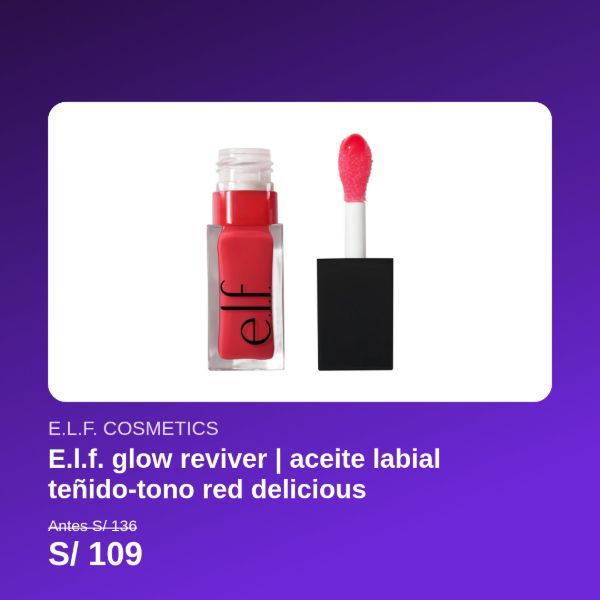 e.l.f.
E.L.F. COSMETICS
E.l.f. glow reviver | aceite labial
teñido-tono red delicious
Antes S/ 136
S/ 109